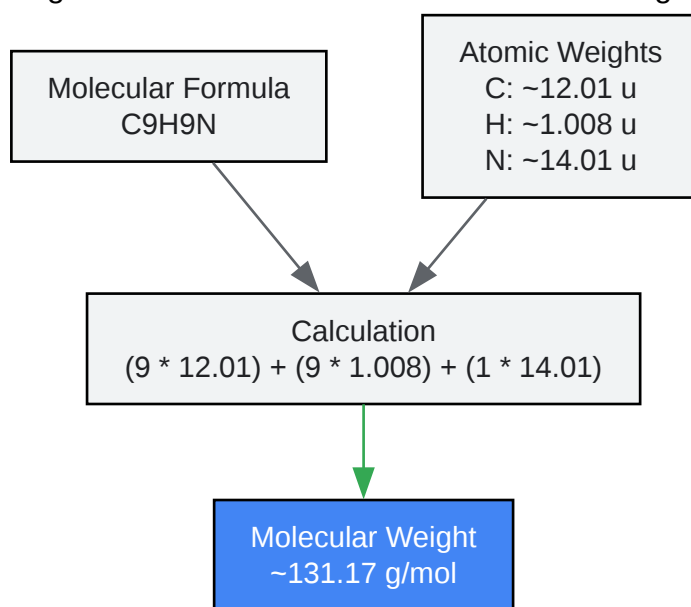 Molecular Formula
C9H9N
Atomic Weights
C: ~12.01 u
H: ~1.008 u
N: ~14.01 u
Calculation
(9 * 12.01) + (9 * 1.008) + (1 * 14.01)
Molecular Weight
~131.17 g/mol